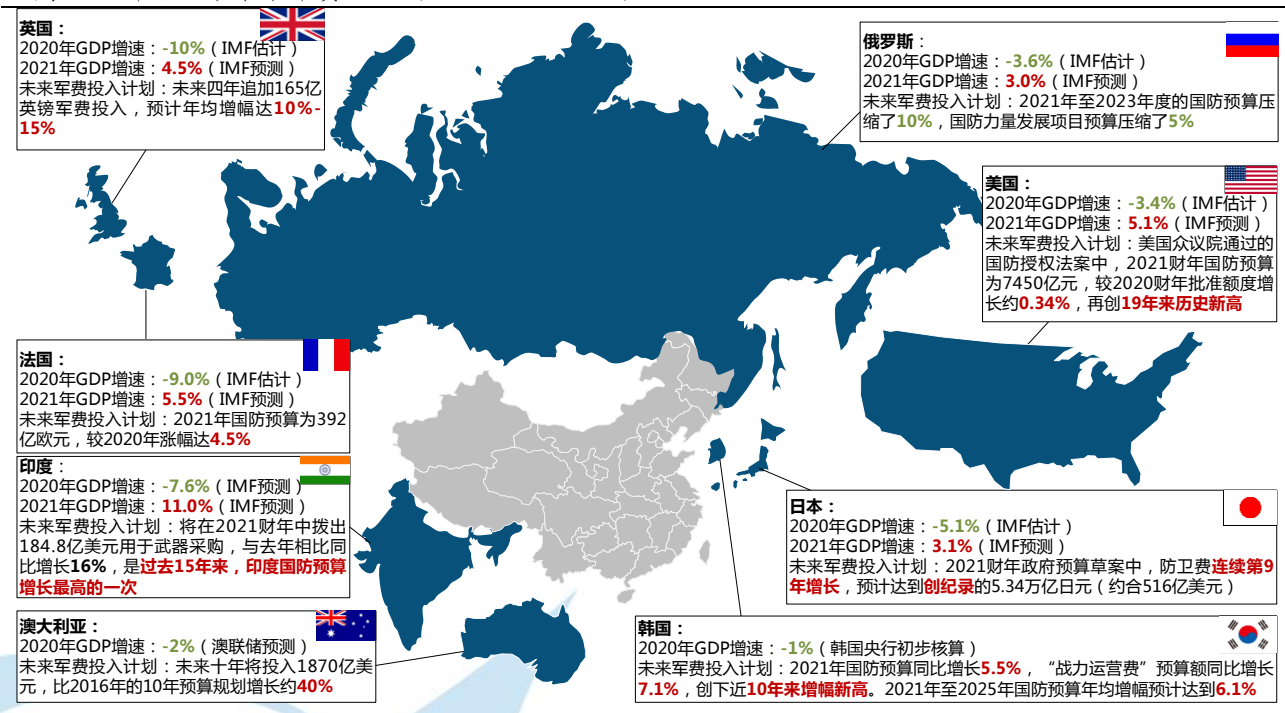 英国：
2020年GDP增速：-10%（IMF估计）
2021年GDP增速：4.5%（IMF预测）
未来军费投入计划：未来四年追加165亿
英镑军费投入，预计年均增幅达10%-
15%
俄罗斯：
2020年GDP增速：-3.6%（IMF估计）
2021年GDP增速：3.0%（IMF预测）
未来军费投入计划：2021年至2023年度的国防预算压
缩了10%，国防力量发展项目预算压缩了5%
美国：
2020年GDP增速：-3.4%（IMF估计）
2021年GDP增速：5.1%（IMF预测）
未来军费投入计划：美国众议院通过的
国防授权法案中，2021财年国防预算
为7450亿元，较2020财年批准额度增
长约0.34%，再创19年来历史新高
法国：
2020年GDP增速：-9.0%（IMF估计）
2021年GDP增速：5.5%（IMF预测）
未来军费投入计划：2021年国防预算为392
亿欧元，较2020年涨幅达4.5%
印度：
2020年GDP增速：-7.6%（IMF预测）
2021年GDP增速：11.0%（IMF预测）
未来军费投入计划：将在2021财年中拨出
184.8亿美元用于武器采购，与去年相比同
比增长16%，是过去15年来，印度国防预算
增长最高的一次
日本：
2020年GDP增速：-5.1%（IMF估计）
2021年GDP增速：3.1%（IMF预测）
未来军费投入计划：2021财年政府预算草案中，防卫费连续第9
年增长，预计达到创纪录的5.34万亿日元（约合516亿美元）
澳大利亚：
2020年GDP增速：-2%（澳联储预测）
未来军费投入计划：未来十年将投入1870亿美
元，比2016年的10年预算规划增长约40%
韩国：
2020年GDP增速：-1%（韩国央行初步核算）
未来军费投入计划：2021年国防预算同比增长5.5%，“战力运营费”预算额同比增长
7.1%，创下近10年来增幅新高。2021年至2025年国防预算年均增幅预计达到6.1%